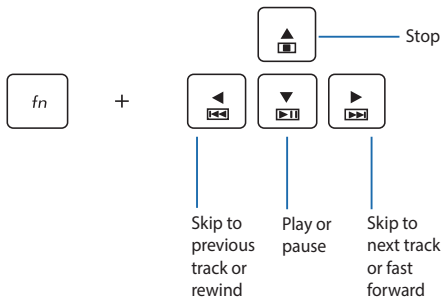 Stop
fn
+
Skip to
previous
track or
rewind
Play or
pause
Skip to
next track
or fast
forward